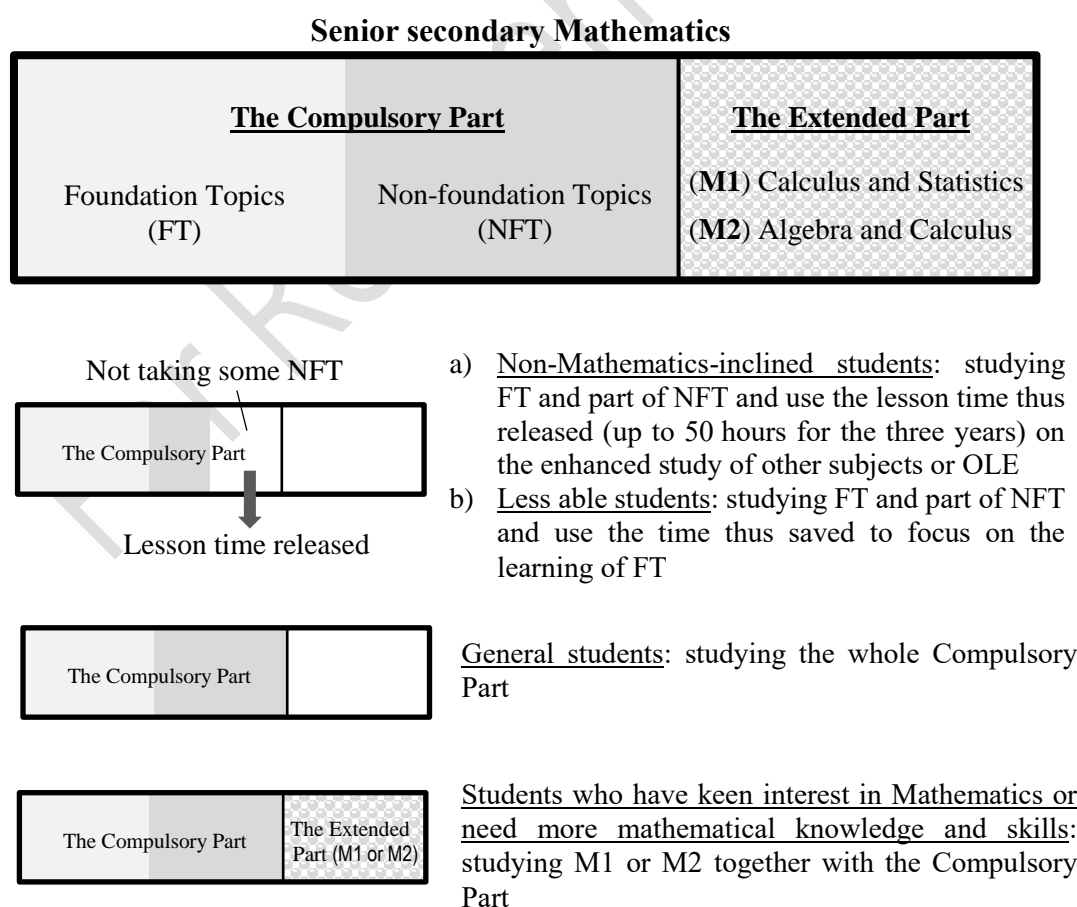 Senior secondary Mathematics
The Compulsory Part
The Extended Part
Foundation Topics
(FT)
Non-foundation Topics
(NFT)
(M1) Calculus and Statistics
(M2) Algebra and Calculus
Not taking some NFT
The Compulsory Part
Lesson time released
a) Non-Mathematics-inclined students: studying
FT and part of NFT and use the lesson time thus
released (up to 50 hours for the three years) on
the enhanced study of other subjects or OLE
b) Less able students: studying FT and part of NFT
and use the time thus saved to focus on the
learning of FT
The Compulsory Part
General students: studying the whole Compulsory
Part
The Compulsory Part
The Extended
Part (M1 or M2)
Students who have keen interest in Mathematics or
need more mathematical knowledge and skills:
studying M1 or M2 together with the Compulsory
Part